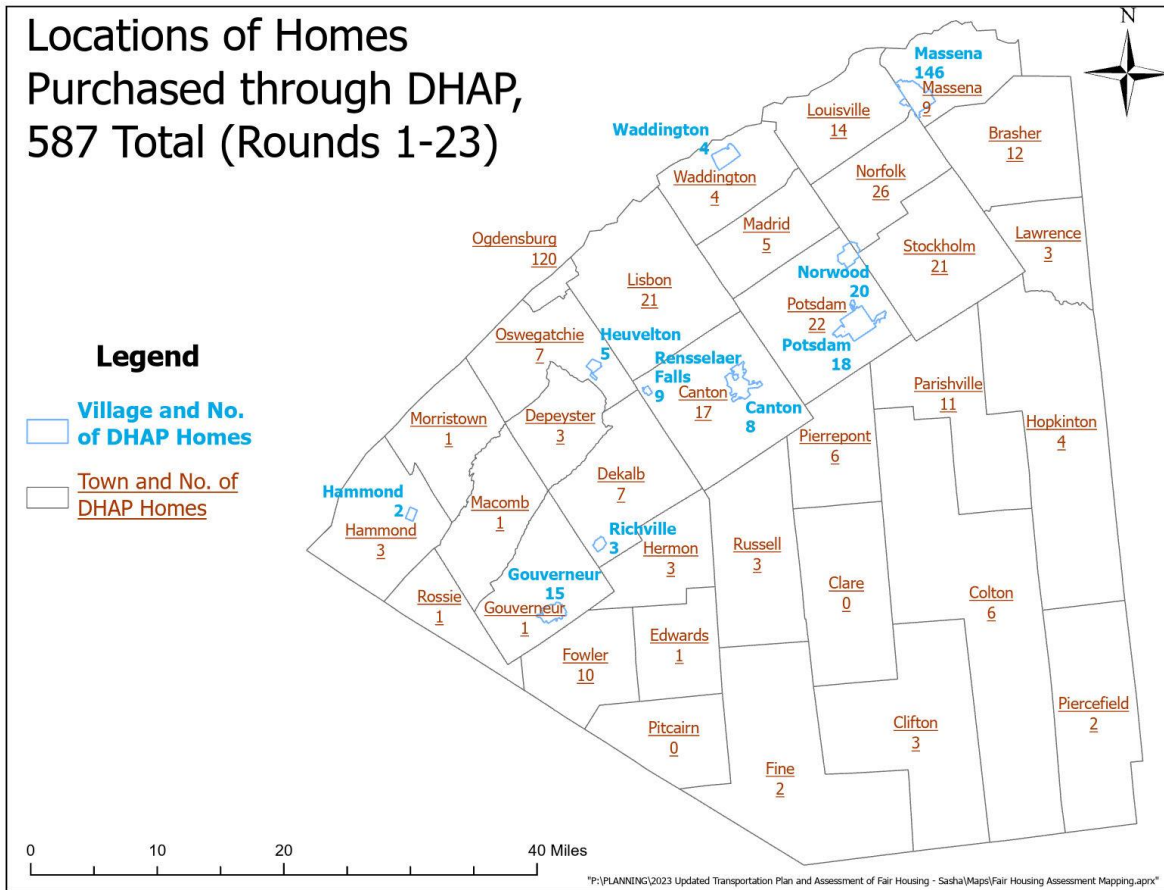 Locations of Homes
Purchased through DHAP,
587 Total (Rounds 1-23)
N
Massena
146
Massena
9
Louisville
14
Brasher
12
Waddington
4
Waddington
4
Norfolk
26
Madrid
5
Lawrence
3
Stockholm
21
Ogdensburg
120
Lisbon
21
Norwood
20
Potsdam
22
Potsdam
18
Oswegatchie
7
Heuvelton
5
Rensselaer
Falls
9
Canton
17
Canton
8
Parishville
11
Hopkinton
4
Pierrepont
6
Morristown
1
Depeyster
3
Dekalb
7
Hammond
2
Hammond
3
Macomb
1
Richville
3
Hermon
3
Russell
3
Clare
0
Colton
6
Gouverneur
15
Gouverneur
1
Rossie
1
Edwards
1
Fowler
10
Pitcairn
0
Fine
2
Clifton
3
Piercefield
2
Legend
Village and No.
of DHAP Homes
Town and No. of
DHAP Homes
0 10 20 40 Miles
"P:\PLANNING\2023 Updated Transportation Plan and Assessment of Fair Housing - Sasha\Maps\Fair Housing Assessment Mapping.aprx"